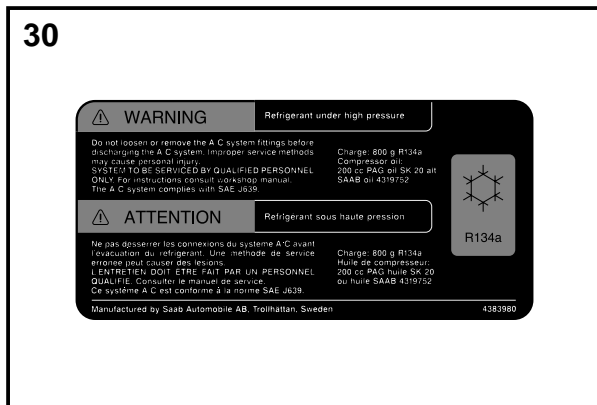 30
WARNING
Refrigerant under high pressure
Do not loosen or remove the A C system fittings before
discharging the A C system. Improper service methods
may cause personal injury.
SYSTEM TO BE SERVICED BY QUALIFIED PERSONNEL
ONLY. For instructions consult workshop manual.
The A C system complies with SAE J639.
Charge: 800 g R134a
Compressor oil:
200 cc PAG oil SK 20 alt
SAAB oil 4319752
R134a
ATTENTION
Refrigerant sous haute pression
Ne pas desserrer les connexions du systeme A C avant
l'evacuation du refrigerant. Une methode de service
erronee peut causer des lesions.
L ENTRETIEN DOIT ETRE FAIT PAR UN PERSONNEL
QUALIFIE. Consulter le manuel de service.
Ce systéme A C est conforme à la norme SAE J639.
Charge: 800 g R134a
Huile de compresseur:
200 cc PAG huile SK 20
ou huile SAAB 4319752
Manufactured by Saab Automobile AB, Trollhattan, Sweden
4383980